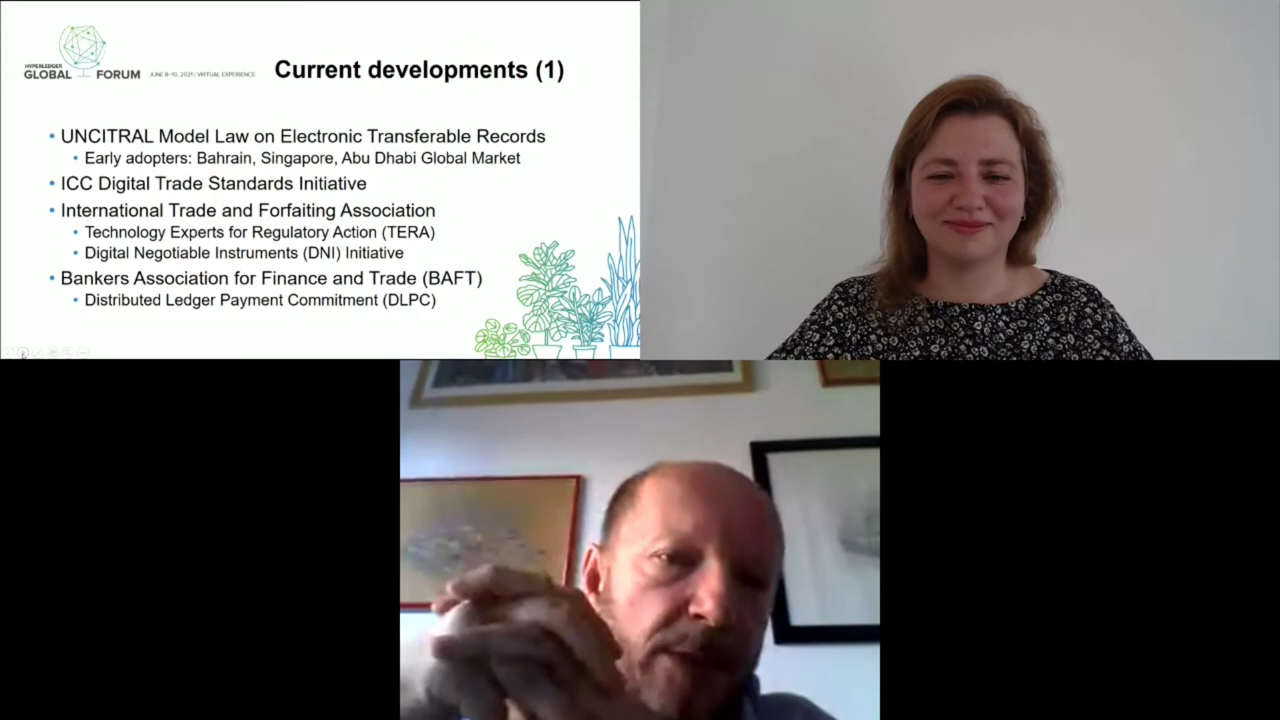 HYPERLEDGER
GLOBAL FORUM
JUNE 8-10, 2021 | VIRTUAL EXPERIENCE
Current developments (1)
• UNCITRAL Model Law on Electronic Transferable Records
• Early adopters: Bahrain, Singapore, Abu Dhabi Global Market
• ICC Digital Trade Standards Initiative
• International Trade and Forfaiting Association
• Technology Experts for Regulatory Action (TERA)
• Digital Negotiable Instruments (DNI) Initiative
• Bankers Association for Finance and Trade (BAFT)
• Distributed Ledger Payment Commitment (DLPC)